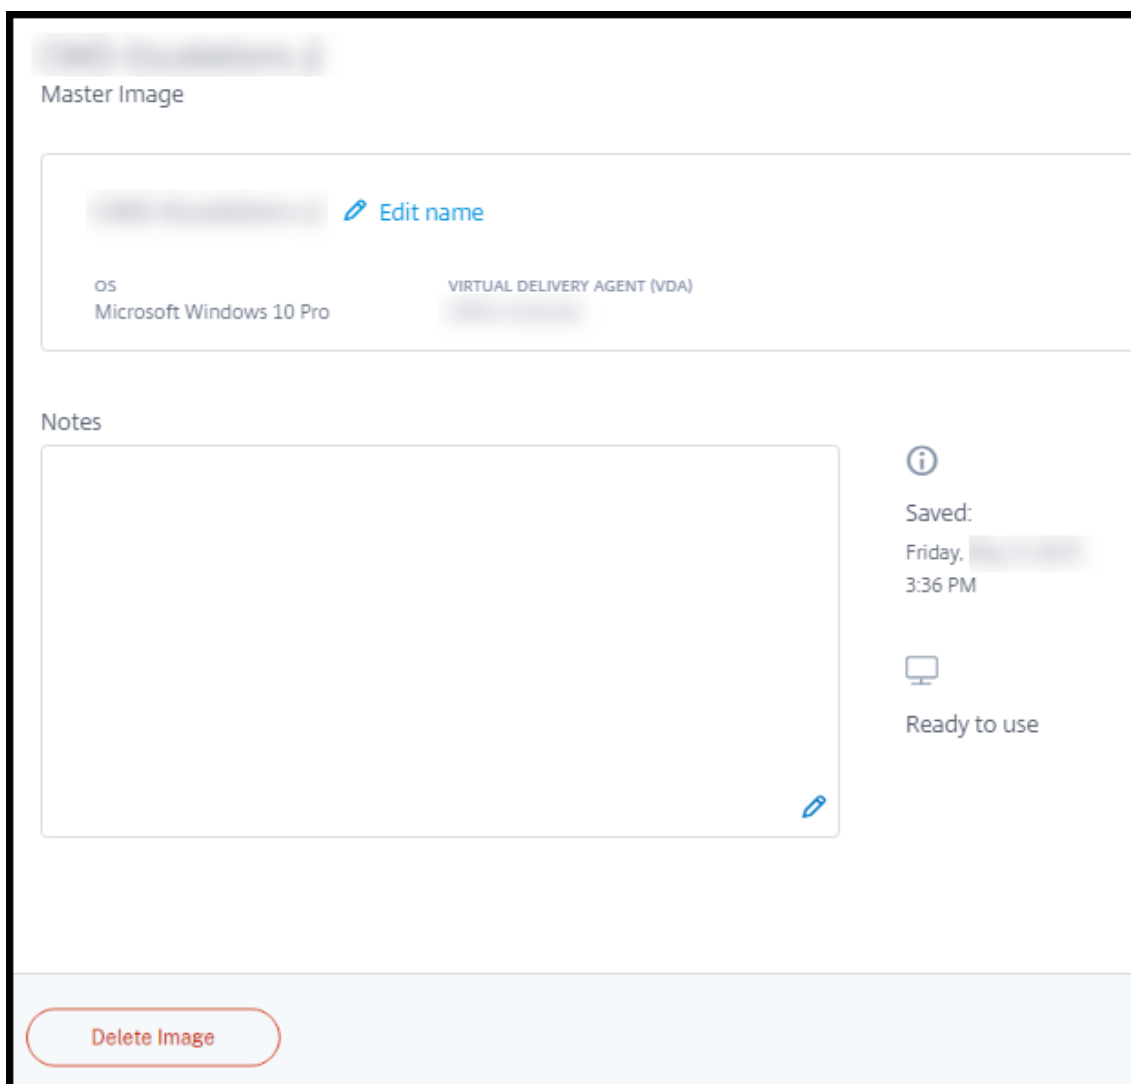 Master Image
Edit name
OS
VIRTUAL DELIVERY AGENT (VDA)
Microsoft Windows 10 Pro
Notes
Saved:
Friday,
3:36 PM
Ready to use
Delete Image